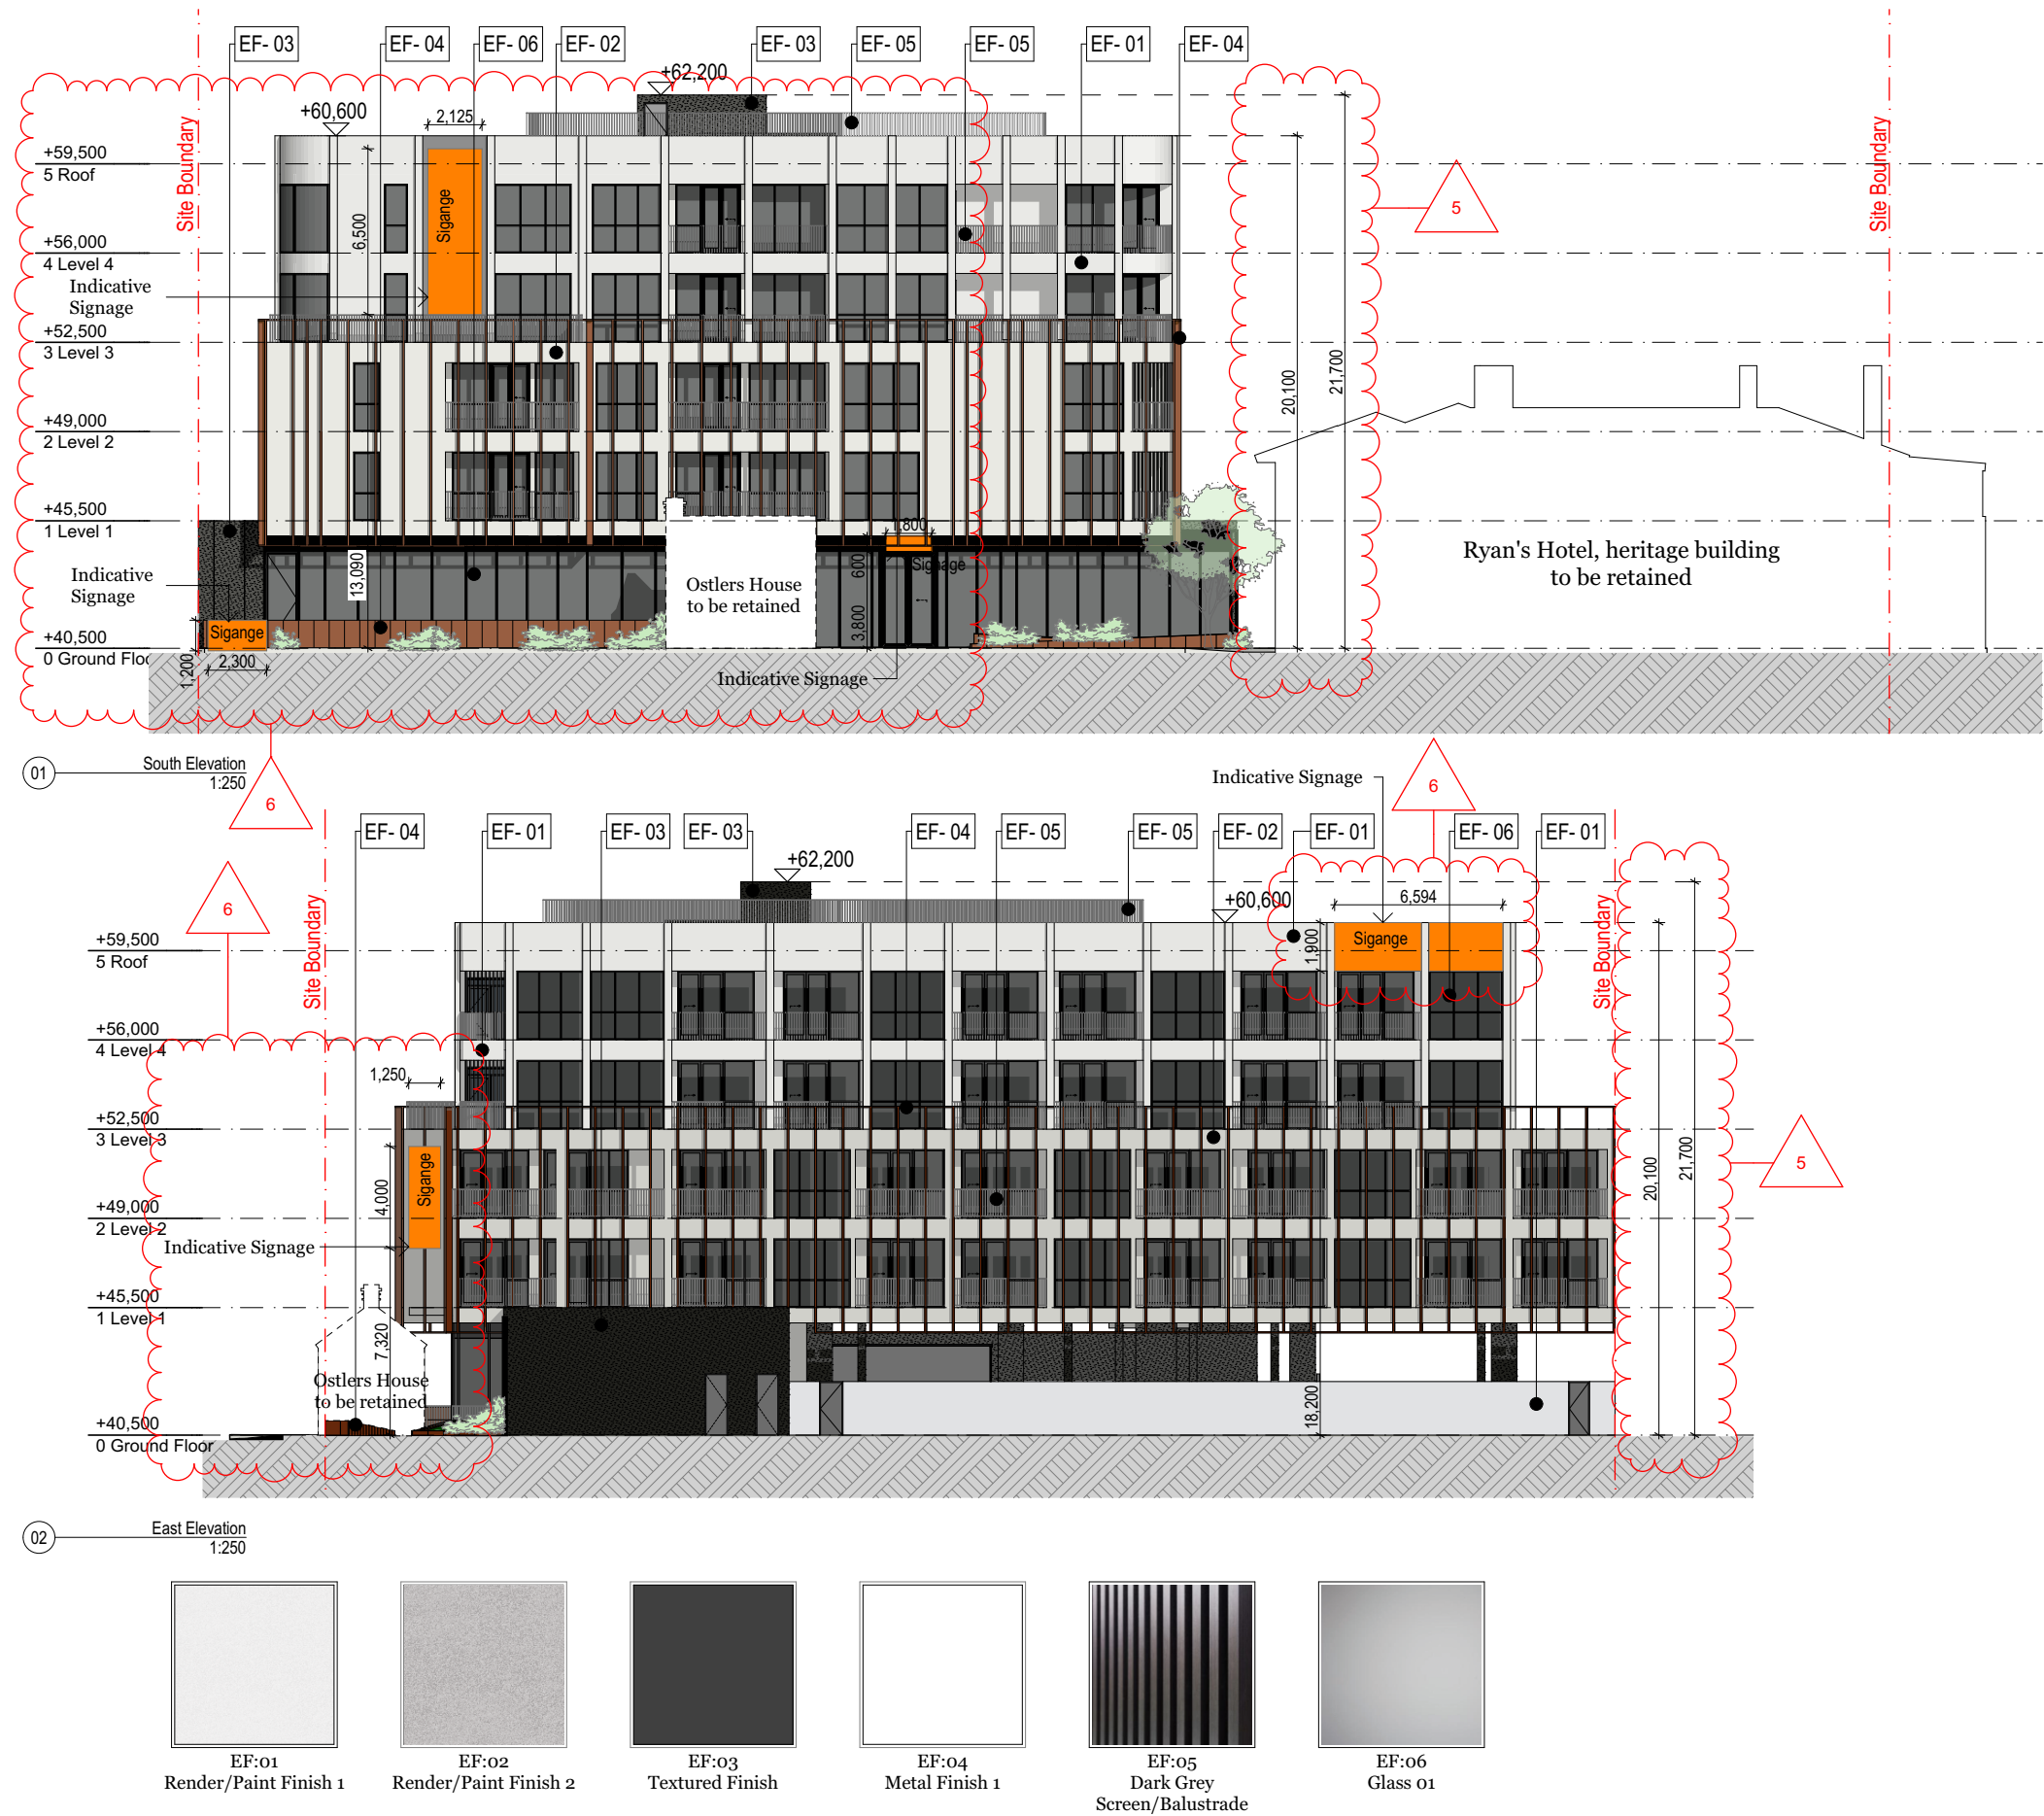 EF- 03
EF- 04
EF- 06
EF- 02
EF- 03
EF- 05
EF- 05
EF- 01
EF- 04
+62,200
+60,600
2,125
Site Boundary
Site Boundary
+59,500
5 Roof
Sigange
6,500
5
+56,000
4 Level 4
Indicative
Signage
+52,500
3 Level 3
20,100
21,700
+49,000
2 Level 2
+45,500
1 Level 1
1,800
Ryan's Hotel, heritage building
to be retained
Indicative
Signage
13,090
600
Signage
Ostlers House
to be retained
3,800
Sigange
+40,500
0 Ground Floo
1,200
2,300
Indicative Signage
01
South Elevation
1:250
6
Indicative Signage
6
EF- 04
EF- 01
EF- 03
EF- 03
EF- 04
EF- 05
EF- 05
EF- 02
EF- 01
EF- 06
EF- 01
6
+62,200
+60,600
6,594
Site Boundary
Site Boundary
+59,500
5 Roof
1,900
Sigange
+56,000
4 Level 4
1,250
+52,500
3 Level 3
Sigange
4,000
20,100
21,700
5
+49,000
2 Level 2
Indicative Signage
+45,500
1 Level 1
7,320
Ostlers House
to be retained
18,200
+40,500
0 Ground Floor
02
East Elevation
1:250
EF:01
Render/Paint Finish 1
EF:02
Render/Paint Finish 2
EF:03
Textured Finish
EF:04
Metal Finish 1
EF:05
Dark Grey
Screen/Balustrade
EF:06
Glass 01